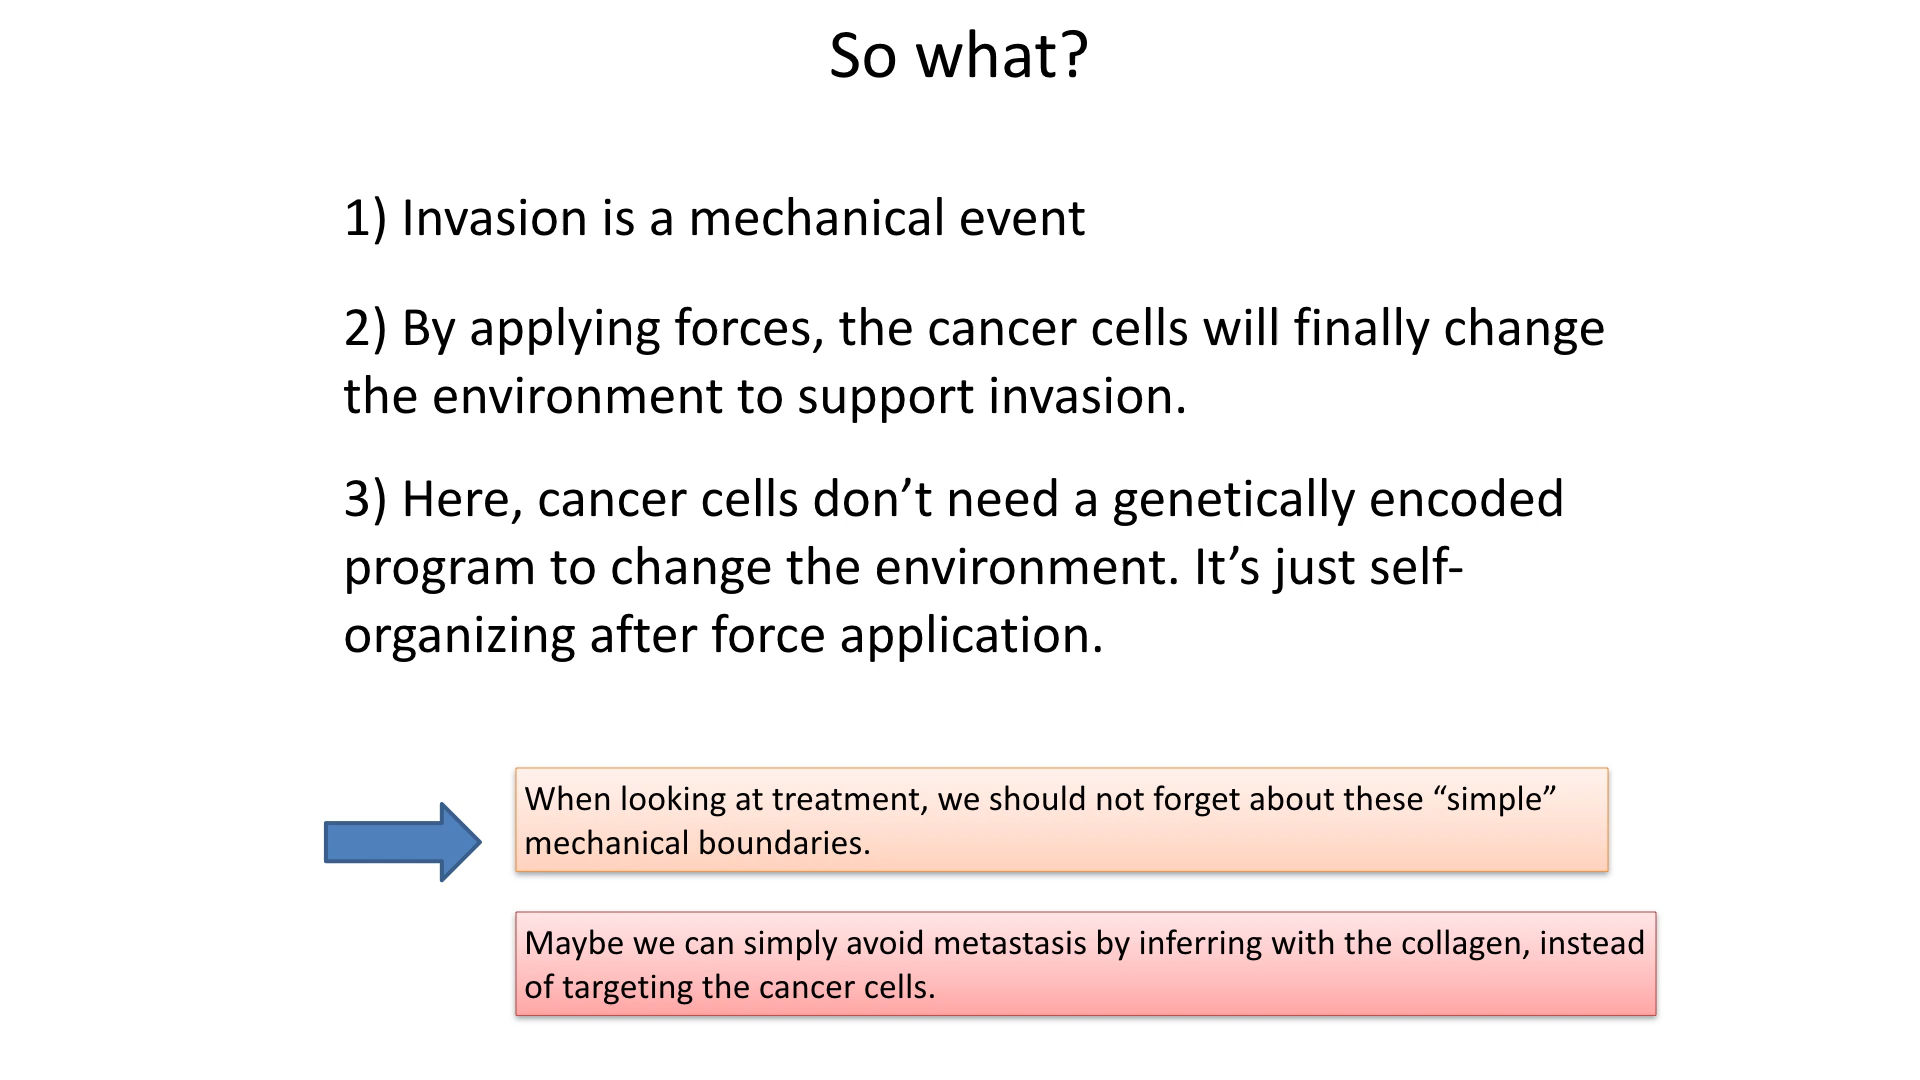 So what?
1) Invasion is a mechanical event
2) By applying forces, the cancer cells will finally change
the environment to support invasion.
3) Here, cancer cells don’t need a genetically encoded
program to change the environment. It’s just self-
organizing after force application.
When looking at treatment, we should not forget about these “simple”
mechanical boundaries.
Maybe we can simply avoid metastasis by inferring with the collagen, instead
of targeting the cancer cells.